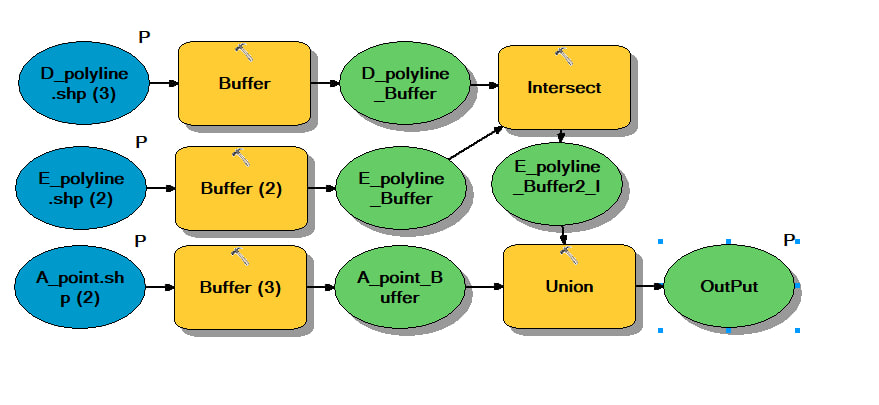 P
D_polyline
.shp (3)
Buffer
D_polyline
_Buffer
Intersect
P
E_polyline
.shp (2)
Buffer (2)
E_polyline
_Buffer
E_polyline
_Buffer2_I
P
A_point.sh
p (2)
Buffer (3)
A_point_B
uffer
Union
P
OutPut